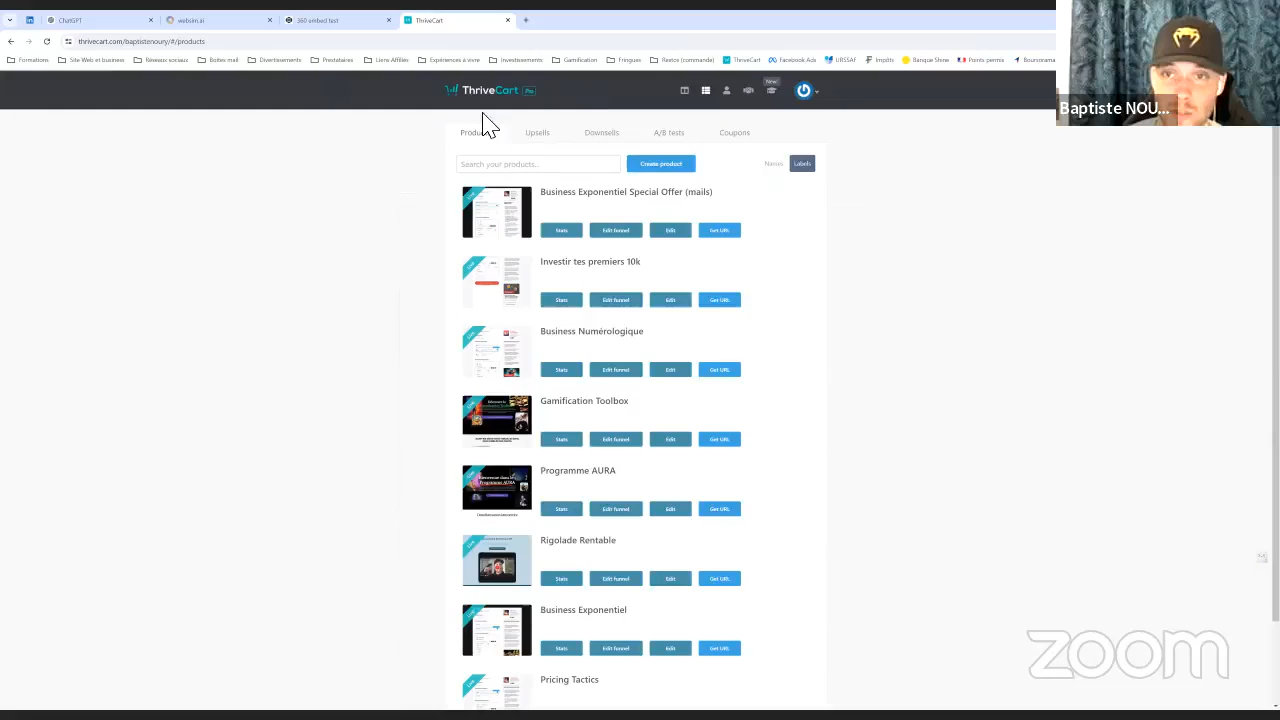 ChatGPT
websim.ai
360 embed test
ThriveCart
thrivecart.com/baptistenoury/#/products
Formations
Site Web et business
Réseaux sociaux
Boites mail
Divertissements
Prestataires
Liens Affiliés
Expériences à vivre
Investissements
Gamification
Fringues
Restos (commande)
ThriveCart
Facebook Ads
URSSAF
Impôts
Banque Shine
Points permis
Boursorama
Baptiste NOU...
ThriveCart Pro
New
Upsells
Downsells
A/B tests
Coupons
Search your products...
Create product
Names
Labels
Business Exponentiel Special Offer (mails)
Stats
Edit funnel
Edit
Get URL
Investir tes premiers 10k
Stats
Edit funnel
Edit
Get URL
Business Numérologique
Stats
Edit funnel
Edit
Get URL
Gamification Toolbox
Stats
Edit funnel
Edit
Get URL
Programme AURA
Stats
Edit funnel
Edit
Get URL
Rigolade Rentable
Stats
Edit funnel
Edit
Get URL
Business Exponentiel
Stats
Edit funnel
Edit
Get URL
Pricing Tactics
zoom